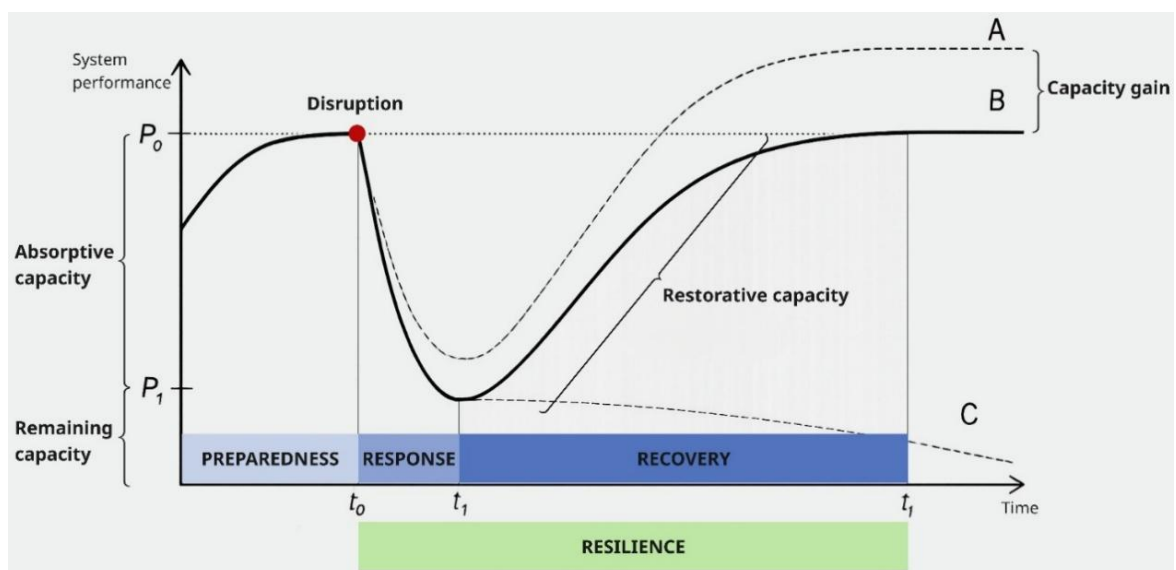 A
System
performance
Disruption
Capacity gain
B
P₀
Absorptive
capacity
Restorative capacity
P₁
C
Remaining
capacity
PREPAREDNESS
RESPONSE
RECOVERY
t₀
t₁
t₁
Time
RESILIENCE